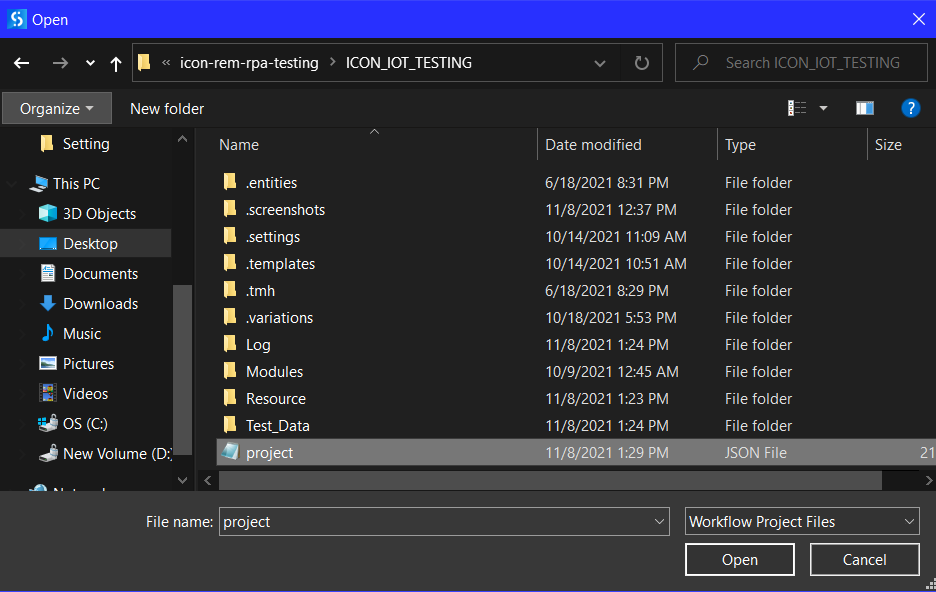 Open
« icon-rem-rpa-testing > ICON_IOT_TESTING
Search ICON_IOT_TESTING
Organize New folder
?
Setting
This PC
3D Objects
Desktop
Documents
Downloads
Music
Pictures
Videos
OS (C:)
New Volume (D:)
Name Date modified Type Size
.entities 6/18/2021 8:31 PM File folder
.screenshots 11/8/2021 12:37 PM File folder
.settings 10/14/2021 11:09 AM File folder
.templates 10/14/2021 10:51 AM File folder
.tmh 6/18/2021 8:29 PM File folder
.variations 10/18/2021 5:53 PM File folder
Log 11/8/2021 1:24 PM File folder
Modules 10/9/2021 12:45 AM File folder
Resource 11/8/2021 1:23 PM File folder
Test_Data 11/8/2021 1:24 PM File folder
project 11/8/2021 1:29 PM JSON File 21
File name: project Workflow Project Files
Open Cancel